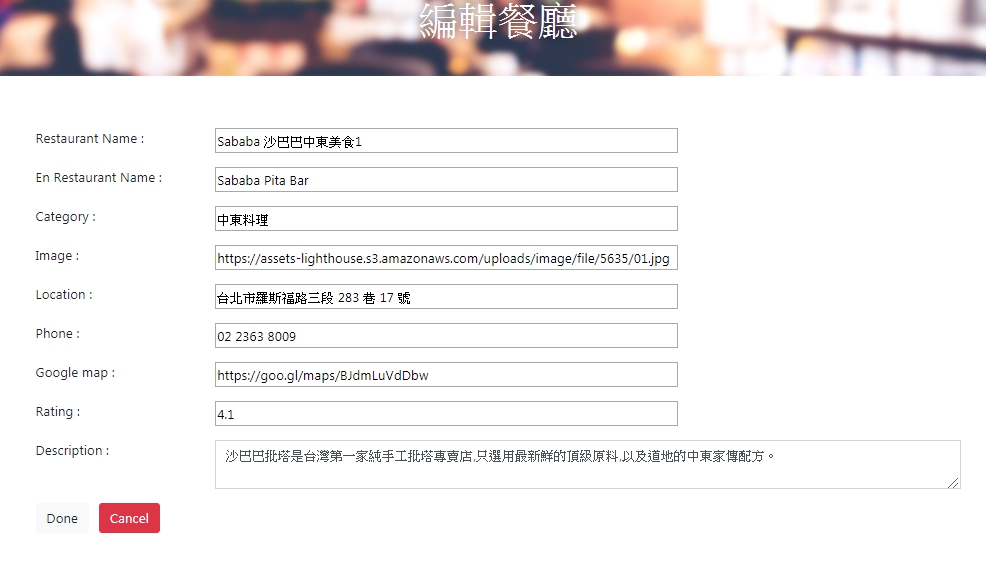 編輯餐廳
Restaurant Name : Sababa 沙巴巴中東美食1
En Restaurant Name : Sababa Pita Bar
Category : 中東料理
Image : https://assets-lighthouse.s3.amazonaws.com/uploads/image/file/5635/01.jpg
Location : 台北市羅斯福路三段 283 巷 17 號
Phone : 02 2363 8009
Google map : https://goo.gl/maps/BJdmLuVdDbw
Rating : 4.1
Description : 沙巴巴批塔是台灣第一家純手工批塔專賣店,只選用最新鮮的頂級原料,以及道地的中東家傳配方。
Done Cancel